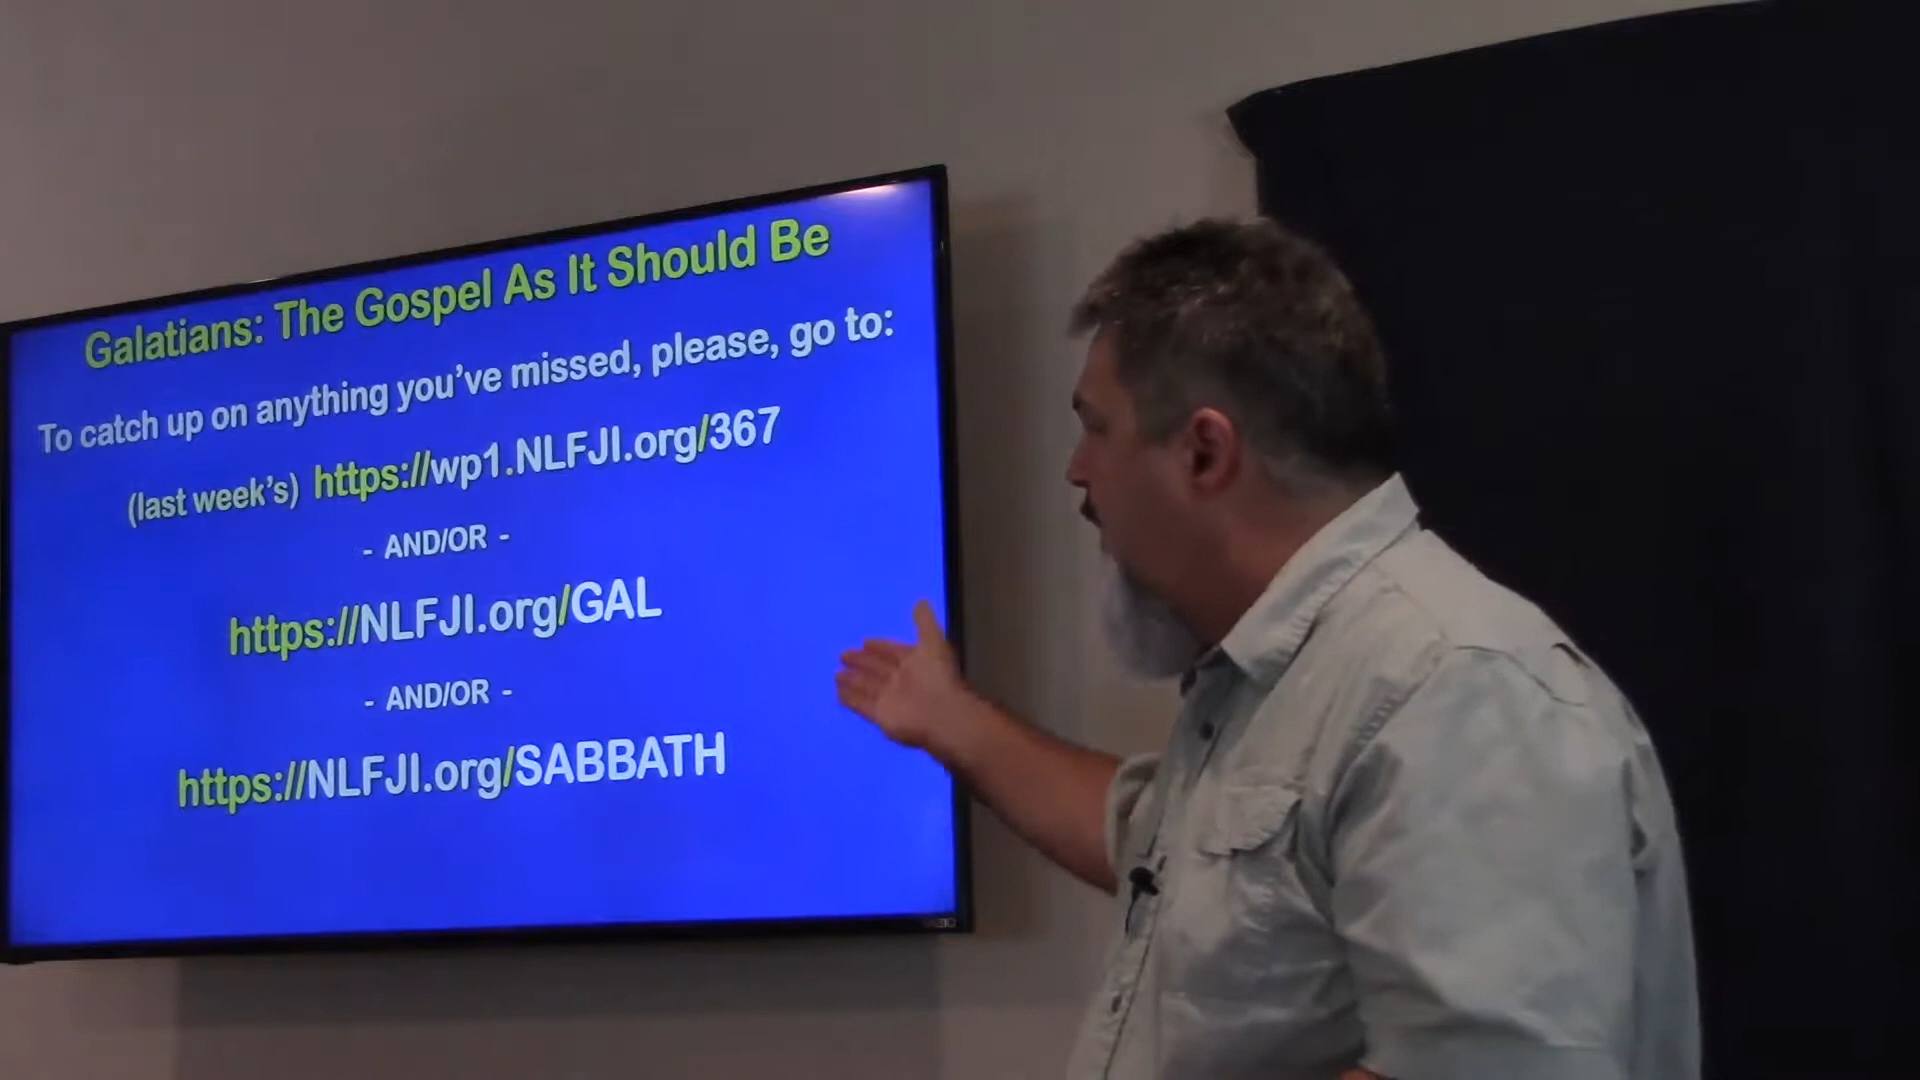 Galatians: The Gospel As It Should Be
To catch up on anything you've missed, please, go to:
(last week's) https://wp1.NLFJI.org/367
- AND/OR -
https://NLFJI.org/GAL
- AND/OR -
https://NLFJI.org/SABBATH